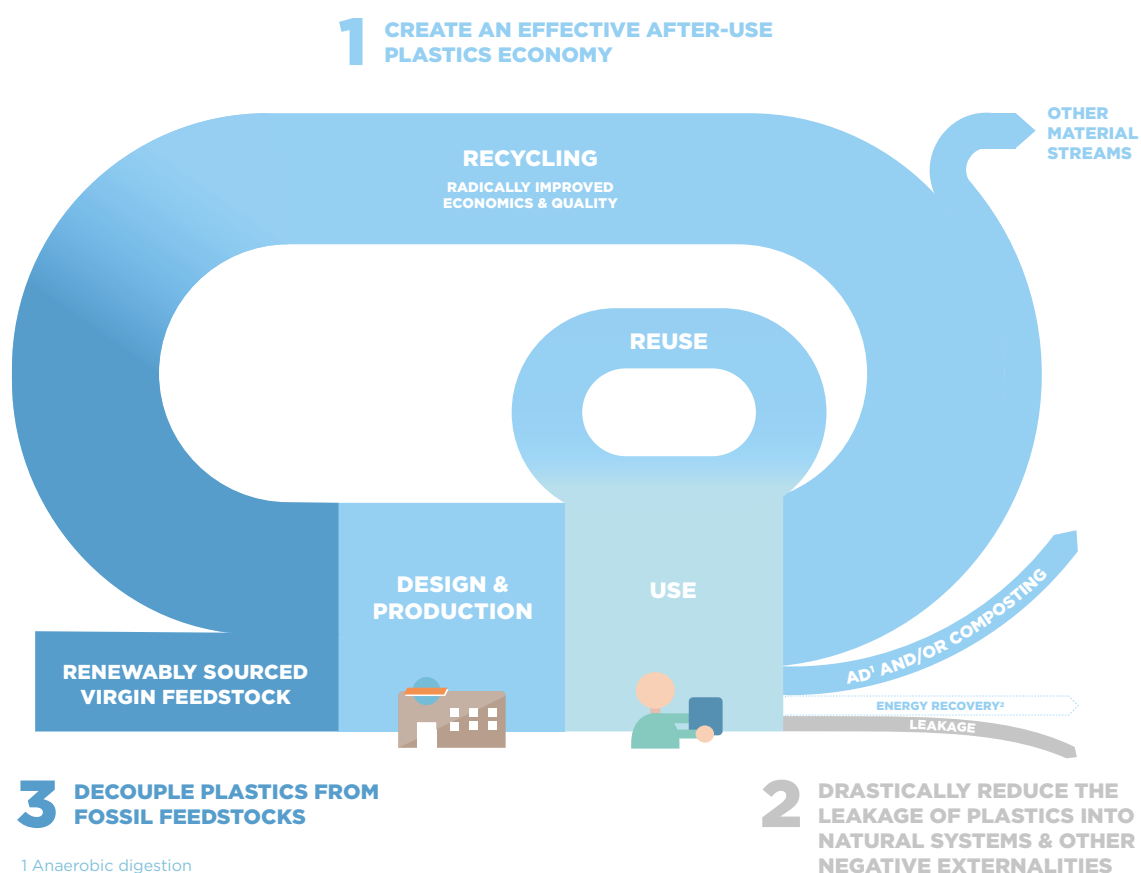 1 CREATE AN EFFECTIVE AFTER-USE
PLASTICS ECONOMY
OTHER
MATERIAL
STREAMS
RECYCLING
RADICALLY IMPROVED
ECONOMICS & QUALITY
REUSE
DESIGN &
PRODUCTION
USE
RENEWABLY SOURCED
VIRGIN FEEDSTOCK
AD¹ AND/OR COMPOSTING
ENERGY RECOVERY²
LEAKAGE
3 DECOUPLE PLASTICS FROM
FOSSIL FEEDSTOCKS
2 DRASTICALLY REDUCE THE
LEAKAGE OF PLASTICS INTO
NATURAL SYSTEMS & OTHER
NEGATIVE EXTERNALITIES
1 Anaerobic digestion